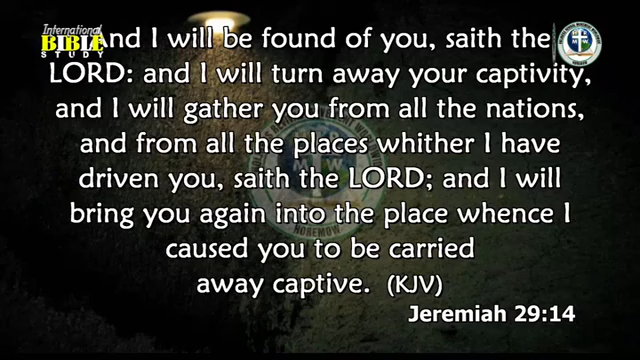 International
BIBLE
STUDY
And I will be found of you, saith the
LORD: and I will turn away your captivity,
and I will gather you from all the nations,
and from all the places whither I have
driven you, saith the LORD; and I will
bring you again into the place whence I
caused you to be carried
away captive. (KJV)
Jeremiah 29:14
HOREMOW